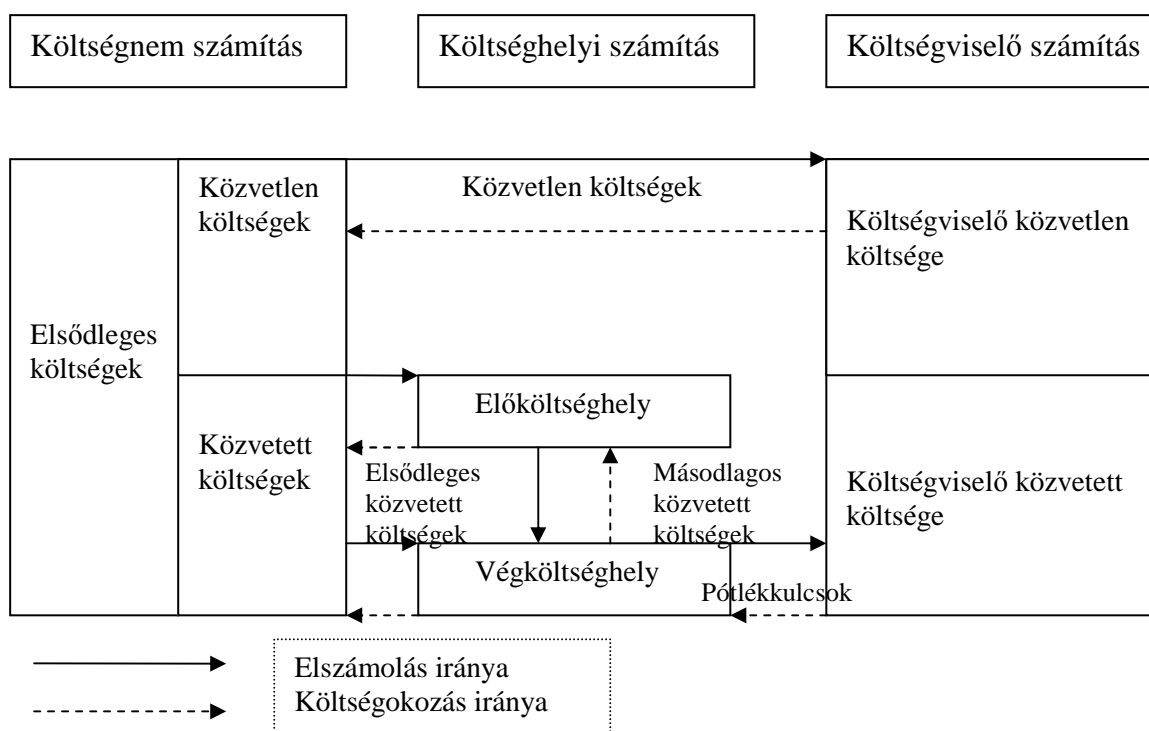 Költségnem számítás
Költséghelyi számítás
Költségviselő számítás
Elsődleges
költségek
Közvetlen
költségek
Közvetlen költségek
Költségviselő közvetlen
költsége
Közvetett
költségek
Előköltséghely
Elsődleges
közvetett
költségek
Másodlagos
közvetett
költségek
Végköltséghely
Költségviselő közvetett
költsége
Pótlékkulcsok
Elszámolás iránya
Költségokozás iránya